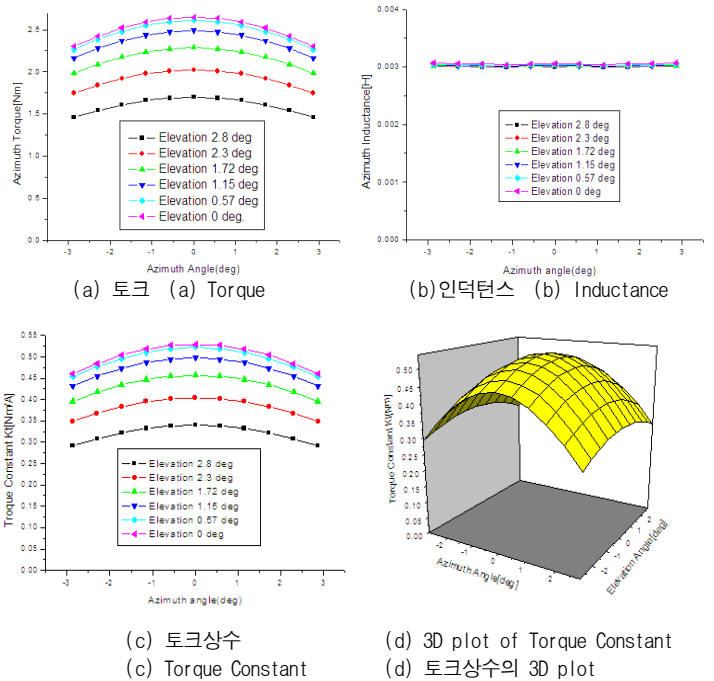 2.5
2.0
1.5
1.0
0.5
0.0
Azimuth Torque[Nm]
Elevation 2.8 deg
Elevation 2.3 deg
Elevation 1.72 deg
Elevation 1.15 deg
Elevation 0.57 deg
Elevation 0 deg.
-3 -2 -1 0 1 2 3
Azimuth Angle(deg)
(a) 토크 (a) Torque
0.004
0.003
0.002
0.001
0.000
Azimuth Inductance[H]
Elevation 2.8 deg
Elevation 2.3 deg
Elevation 1.72 deg
Elevation 1.15 deg
Elevation 0.57 deg
Elevation 0 deg
-3 -2 -1 0 1 2 3
Azimuth angle(deg)
(b)인덕턴스 (b) Inductance
0.55
0.50
0.45
0.40
0.35
0.30
0.25
0.20
0.15
0.10
0.05
0.00
Troque Constant Kt[Nm/A]
Elevation 2.8 deg
Elevation 2.3 deg
Elevation 1.72 deg
Elevation 1.15 deg
Elevation 0.57 deg
Elevation 0 deg
-3 -2 -1 0 1 2 3
Azimuth angle(deg)
(c) 토크상수
(c) Torque Constant
0.50
0.45
0.40
0.35
0.30
0.25
0.20
0.15
0.10
0.05
0.00
Torque Constant Kt[Nm]
-2 -1 0 1 2
Azimuth Angle[deg]
-2 -1 0 1 2
Elevation Angle[deg]
(d) 3D plot of Torque Constant
(d) 토크상수의 3D plot